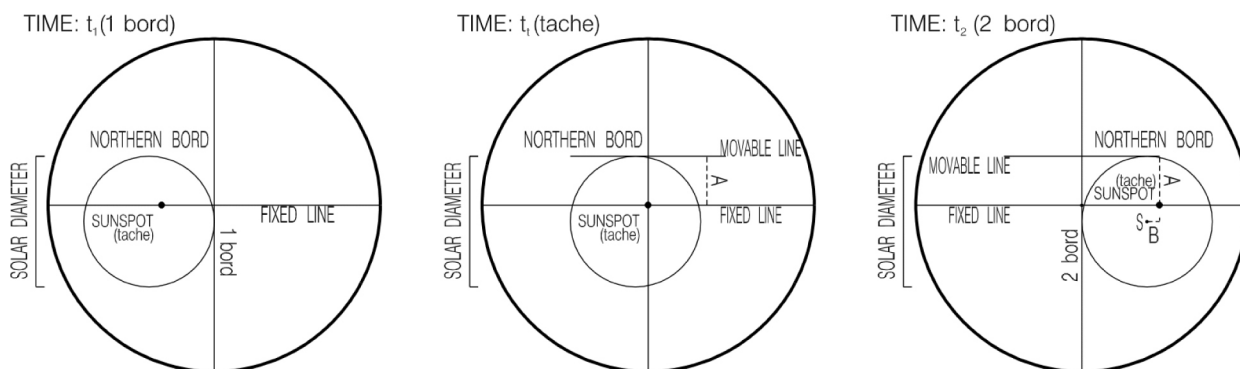 TIME: t₁(1 bord)
SOLAR DIAMETER
NORTHERN BORD
SUNSPOT
(tache)
FIXED LINE
1 bord
TIME: tₜ(tache)
SOLAR DIAMETER
NORTHERN BORD
MOVABLE LINE
A
SUNSPOT
(tache)
FIXED LINE
TIME: t₂(2 bord)
SOLAR DIAMETER
NORTHERN BORD
MOVABLE LINE
(tache)
SUNSPOT
A
FIXED LINE
S
B
2 bord